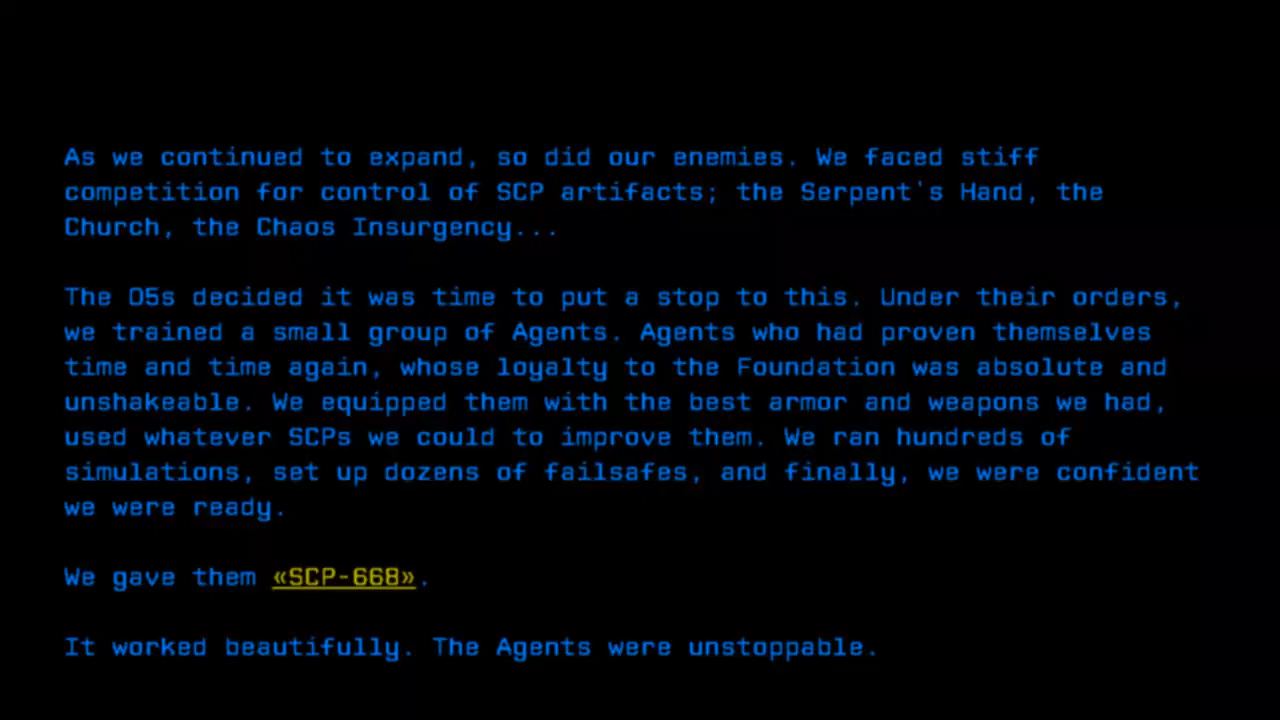 As we continued to expand, so did our enemies. We faced stiff
competition for control of SCP artifacts; the Serpent's Hand, the
Church, the Chaos Insurgency...
The O5s decided it was time to put a stop to this. Under their orders,
we trained a small group of Agents. Agents who had proven themselves
time and time again, whose loyalty to the Foundation was absolute and
unshakeable. We equipped them with the best armor and weapons we had,
used whatever SCPs we could to improve them. We ran hundreds of
simulations, set up dozens of failsafes, and finally, we were confident
we were ready.
We gave them «SCP-668».
It worked beautifully. The Agents were unstoppable.